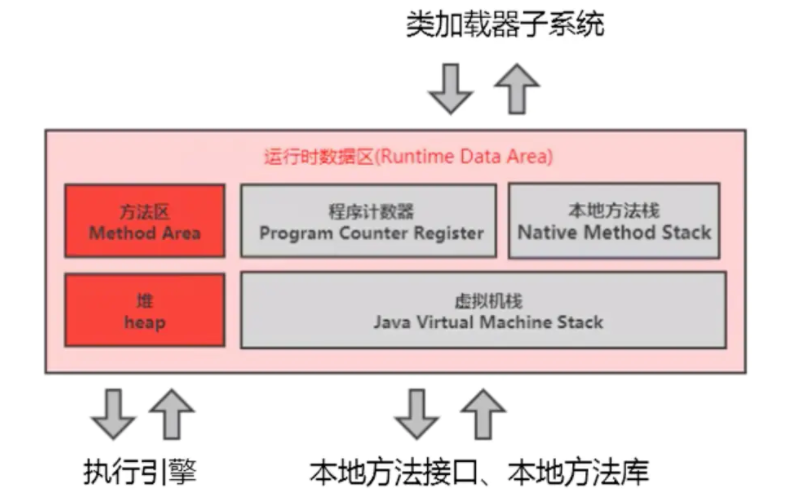 类加载器子系统
运行时数据区(Runtime Data Area)
方法区
Method Area
程序计数器
Program Counter Register
本地方法栈
Native Method Stack
堆
heap
虚拟机栈
Java Virtual Machine Stack
执行引擎
本地方法接口、本地方法库